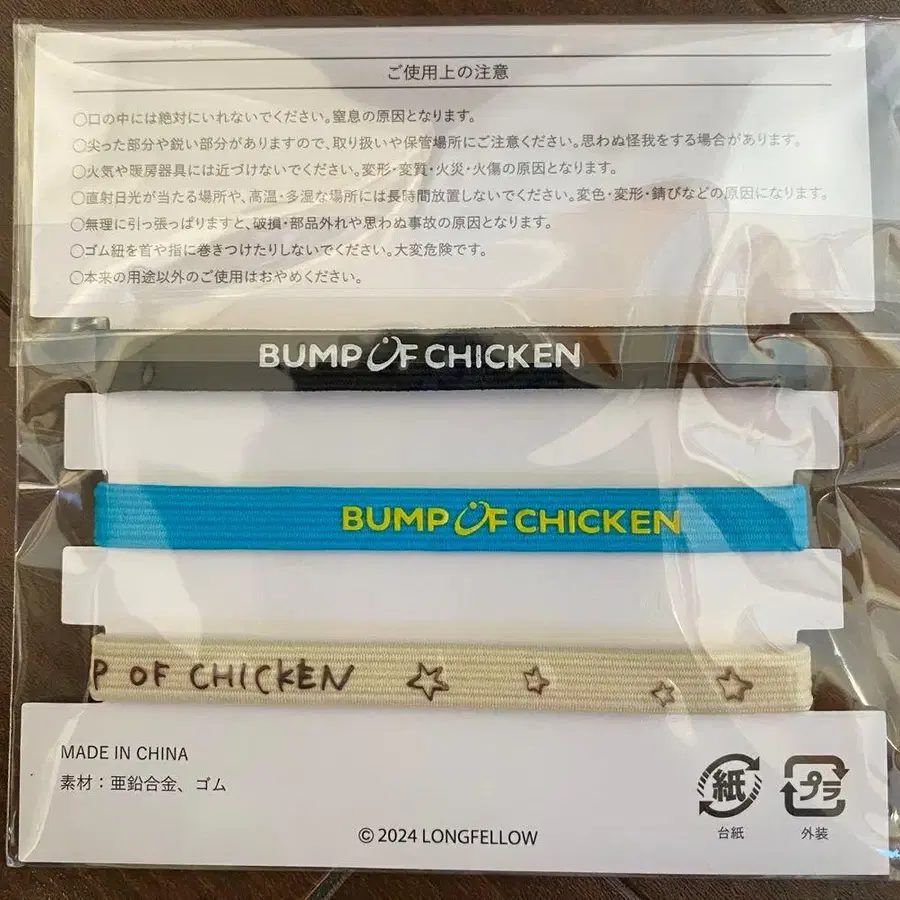 ご使用上の注意
〇口の中には絶対にいれないでください。窒息の原因となります。
〇尖った部分や鋭い部分がありますので、取り扱いや保管場所にご注意ください。思わぬ怪我をする場合があります。
〇火気や暖房器具には近づけないでください。変形・変質・火災・火傷の原因となります。
〇直射日光が当たる場所や、高温・多湿な場所には長時間放置しないでください。変色・変形・錆びなどの原因になります。
〇無理に引っ張っぱりますと、破損・部品外れや思わぬ事故の原因となります。
〇ゴム紐を首や指に巻きつけたりしないでください。大変危険です。
〇本来の用途以外のご使用はおやめください。
BUMP OF CHICKEN
BUMP OF CHICKEN
P OF CHICKEN
MADE IN CHINA
素材：亜鉛合金、ゴム
紙 プラ
台紙 外装
© 2024 LONGFELLOW